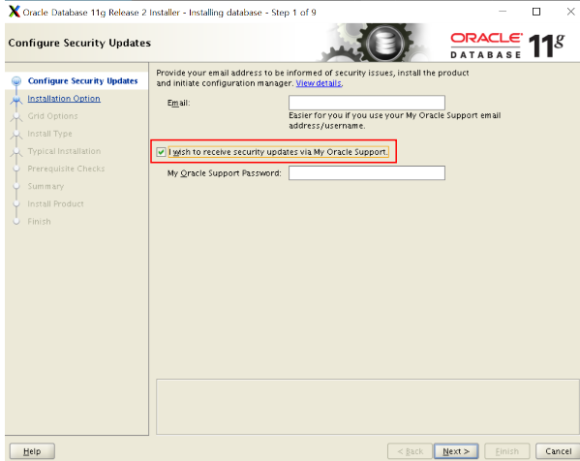 Oracle Database 11g Release 2 Installer - Installing database - Step 1 of 9
Configure Security Updates
ORACLE
DATABASE
11g
Configure Security Updates
Installation Option
Grid Options
Install Type
Typical Installation
Prerequisite Checks
Summary
Install Product
Finish
Provide your email address to be informed of security issues, install the product
and initiate configuration manager. View details.
Email:
Easier for you if you use your My Oracle Support email
address/username.
I wish to receive security updates via My Oracle Support.
My Oracle Support Password:
Help
< Back
Next >
Finish
Cancel